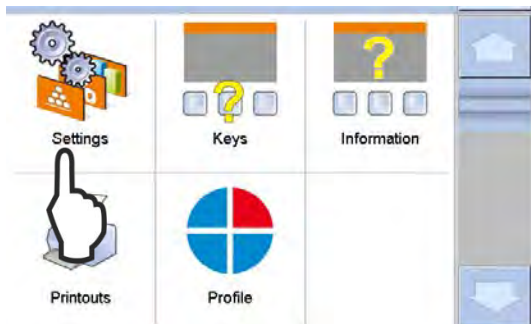 Settings
Keys
Information
Printouts
Profile